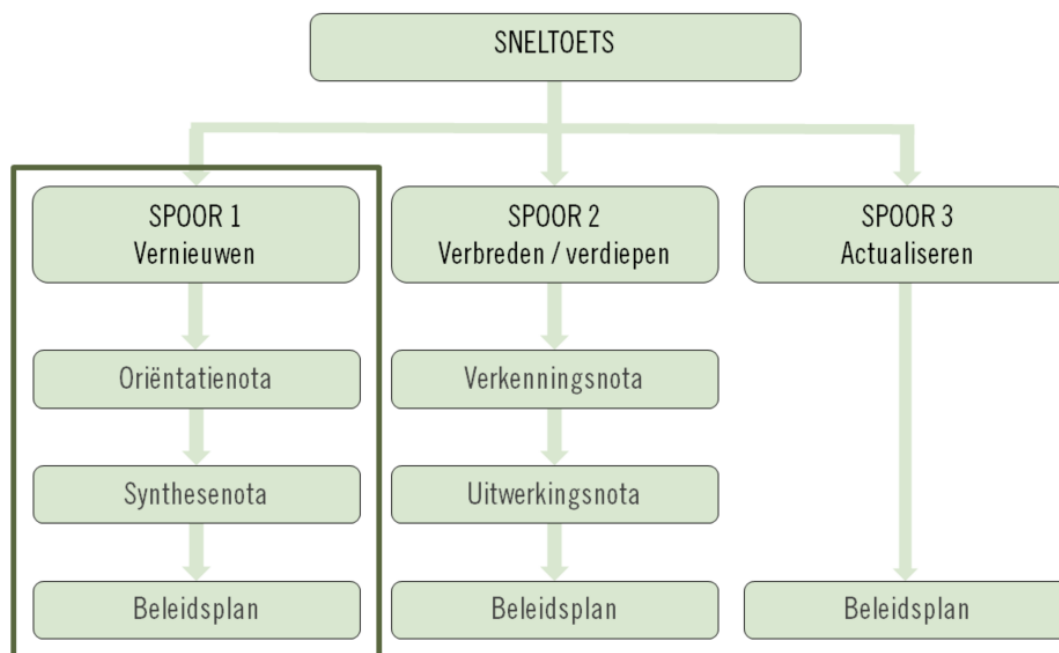 SNELTOETS
SPOOR 1
Vernieuwen
SPOOR 2
Verbreden / verdiepen
SPOOR 3
Actualiseren
Oriëntatienota
Verkenningsnota
Synthesenota
Uitwerkingsnota
Beleidsplan
Beleidsplan
Beleidsplan